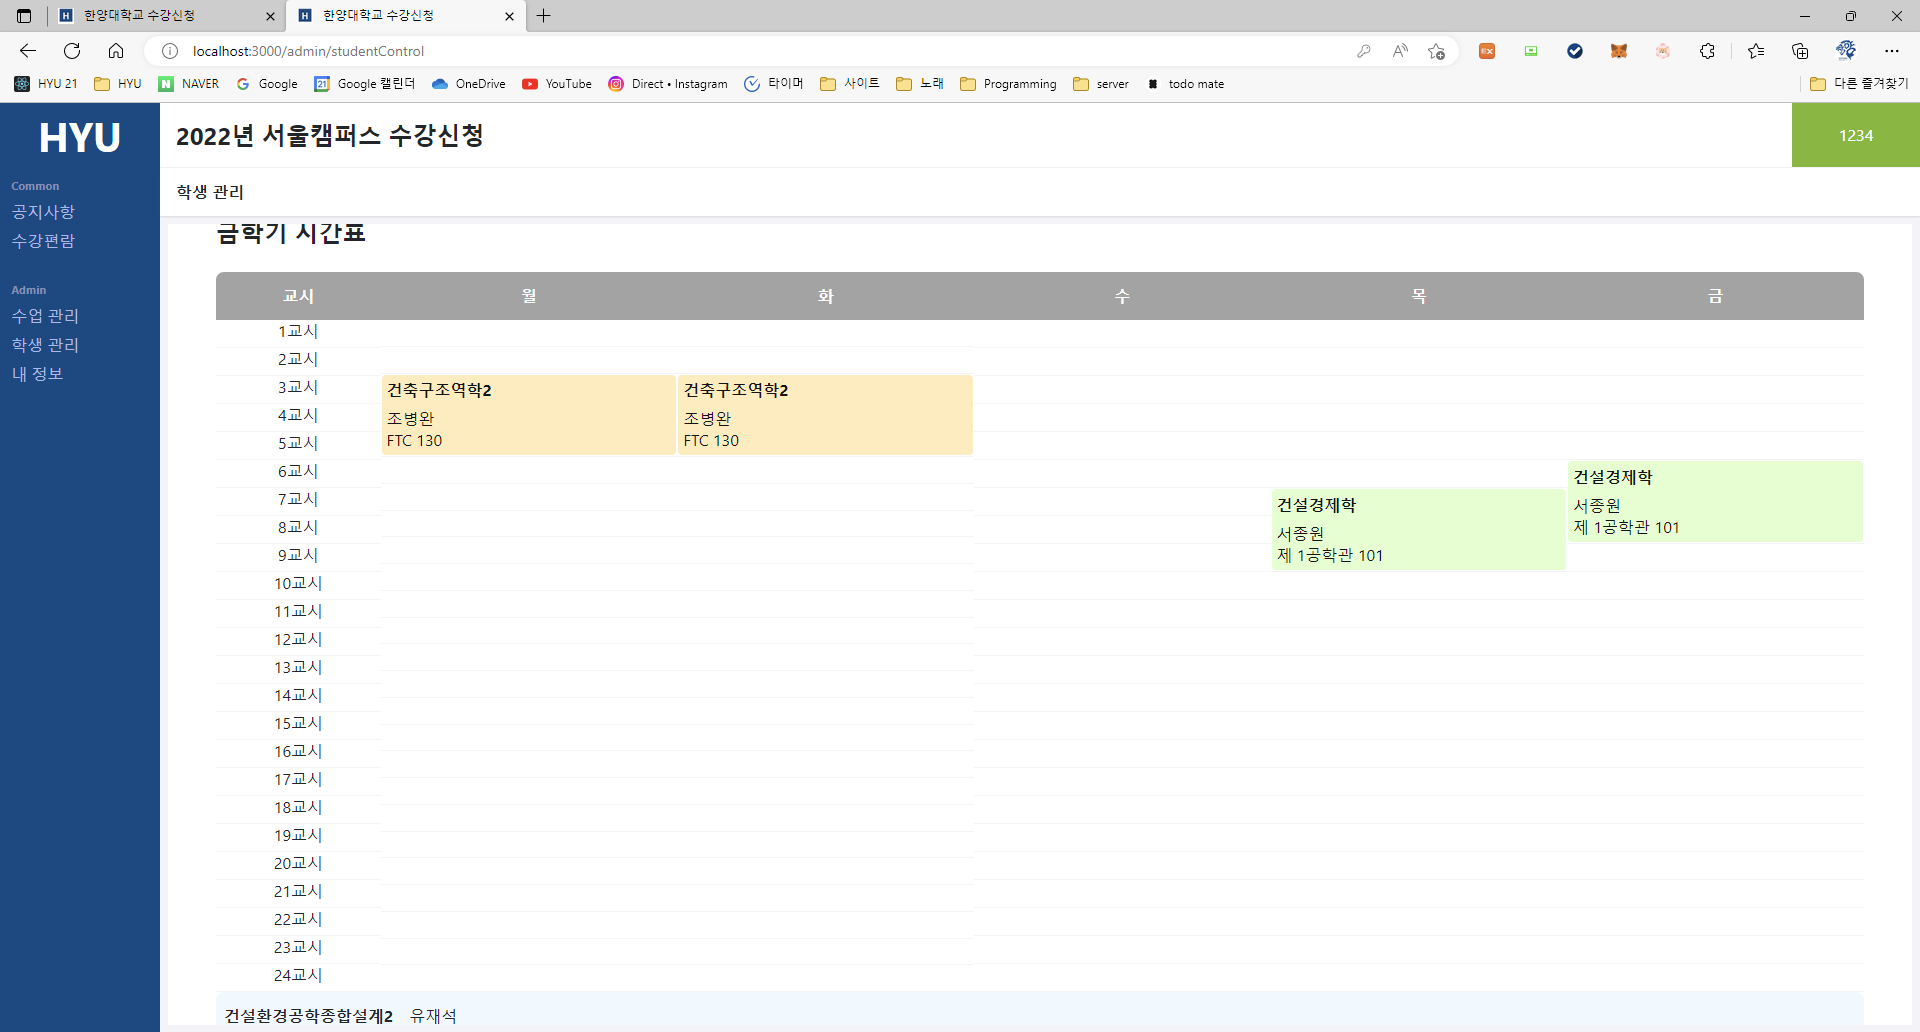 한양대학교 수강신청
한양대학교 수강신청
localhost:3000/admin/studentControl
HYU 21
HYU
NAVER
Google
Google 캘린더
OneDrive
YouTube
Direct • Instagram
타이머
사이트
노래
Programming
server
todo mate
다른 즐겨찾기
HYU
2022년 서울캠퍼스 수강신청
1234
Common
공지사항
수강편람
Admin
수업 관리
학생 관리
내 정보
학생 관리
금학기 시간표
교시 월 화 수 목 금
1교시
2교시
3교시
4교시
5교시
6교시
7교시
8교시
9교시
10교시
11교시
12교시
13교시
14교시
15교시
16교시
17교시
18교시
19교시
20교시
21교시
22교시
23교시
24교시
건축구조역학2
조병완
FTC 130
건축구조역학2
조병완
FTC 130
건설경제학
서종원
제 1공학관 101
건설경제학
서종원
제 1공학관 101
건설환경공학종합설계2 유재석